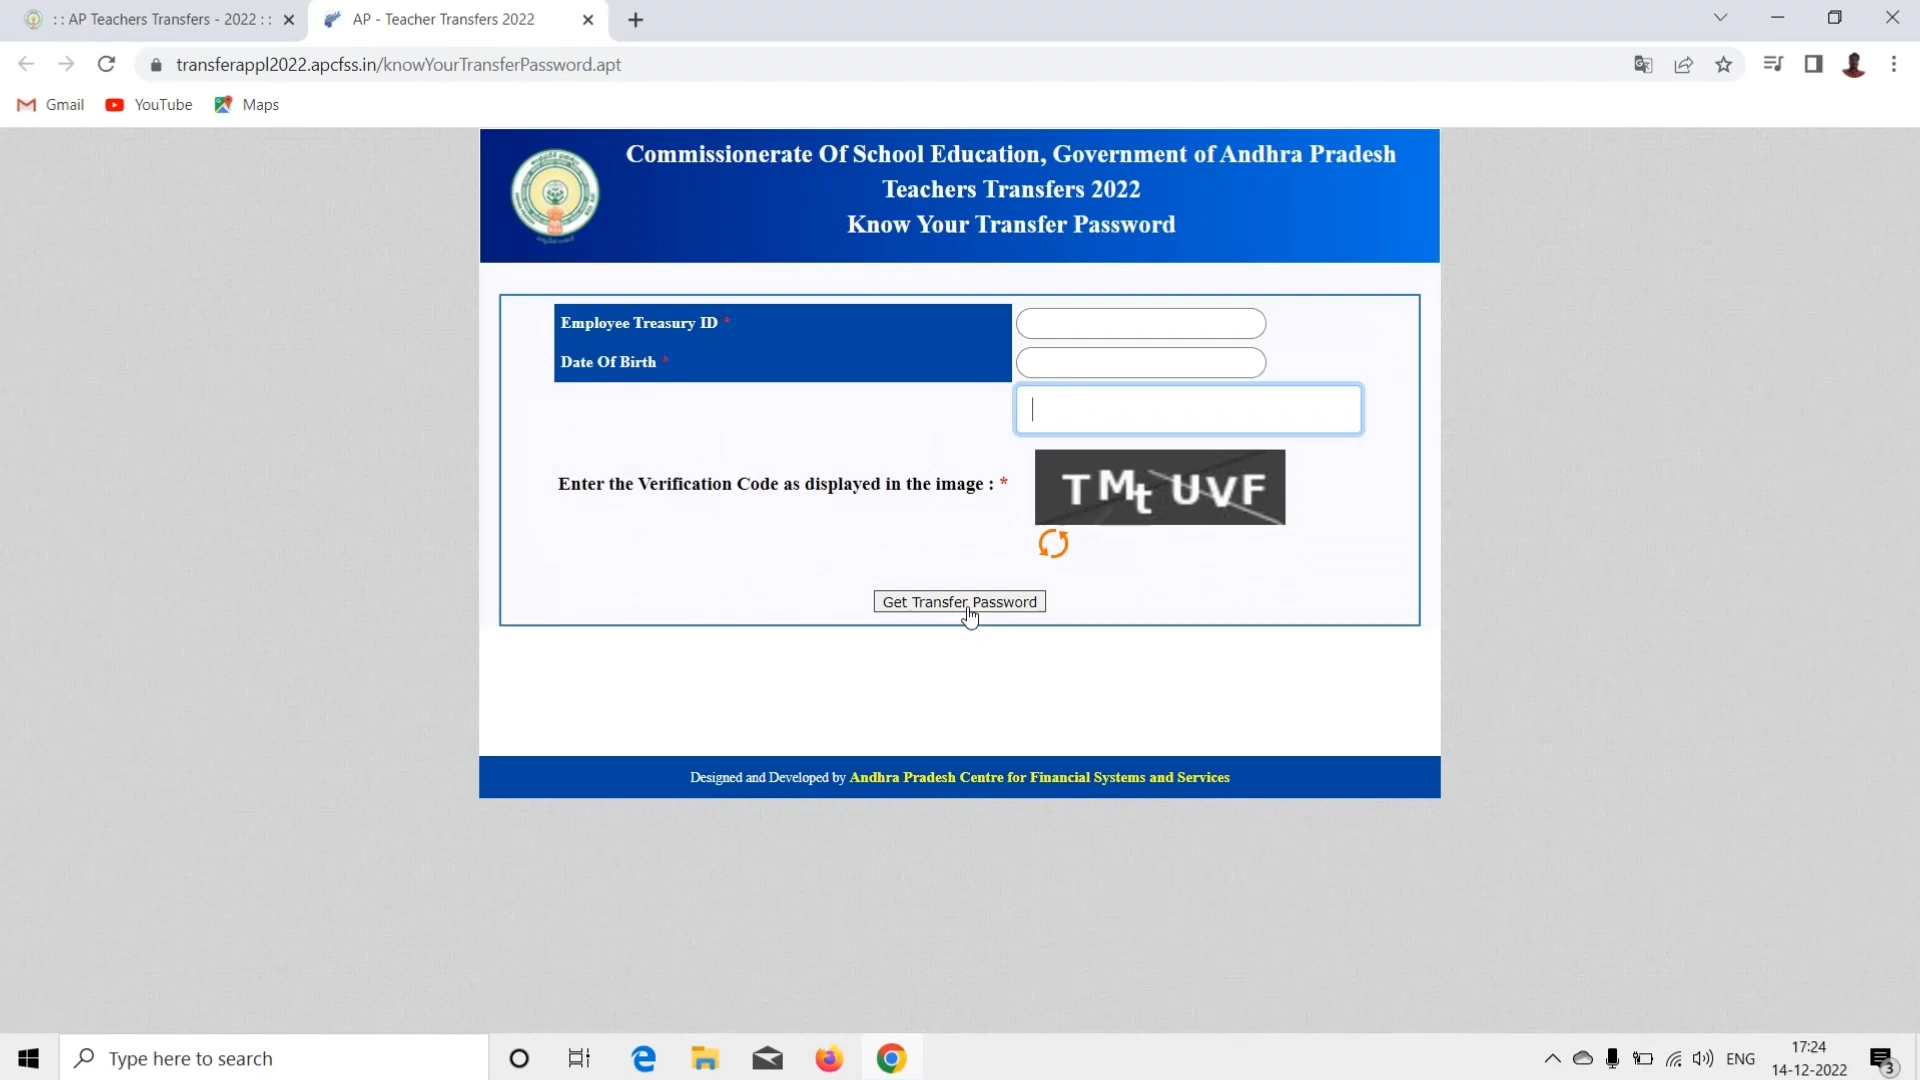 : : AP Teachers Transfers - 2022 : :
AP - Teacher Transfers 2022
transferappl2022.apcfss.in/knowYourTransferPassword.apt
Gmail YouTube Maps
Commissionerate Of School Education, Government of Andhra Pradesh
Teachers Transfers 2022
Know Your Transfer Password
Employee Treasury ID *
Date Of Birth *
Enter the Verification Code as displayed in the image : *
TMt UVF
Get Transfer Password
Designed and Developed by Andhra Pradesh Centre for Financial Systems and Services
Type here to search
ENG
17:24
14-12-2022
3